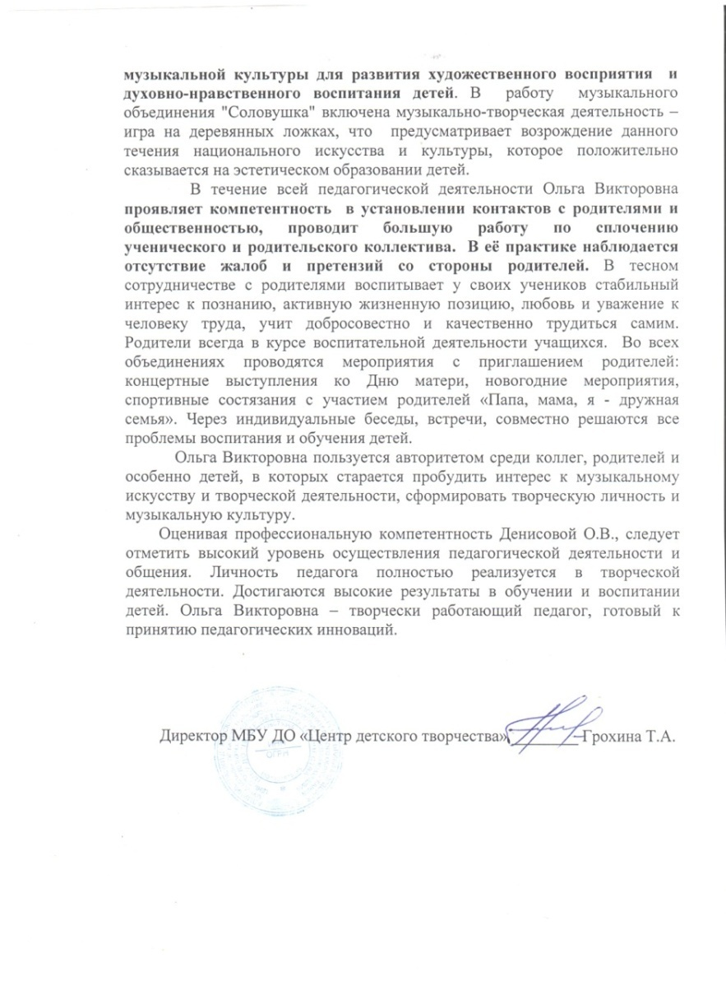 музыкальной культуры для развития художественного восприятия и
духовно-нравственного воспитания детей. В работу музыкального
объединения "Соловушка" включена музыкально-творческая деятельность –
игра на деревянных ложках, что предусматривает возрождение данного
течения национального искусства и культуры, которое положительно
сказывается на эстетическом образовании детей.
В течение всей педагогической деятельности Ольга Викторовна
проявляет компетентность в установлении контактов с родителями и
общественностью, проводит большую работу по сплочению
ученического и родительского коллектива. В её практике наблюдается
отсутствие жалоб и претензий со стороны родителей. В тесном
сотрудничестве с родителями воспитывает у своих учеников стабильный
интерес к познанию, активную жизненную позицию, любовь и уважение к
человеку труда, учит добросовестно и качественно трудиться самим.
Родители всегда в курсе воспитательной деятельности учащихся. Во всех
объединениях проводятся мероприятия с приглашением родителей:
концертные выступления ко Дню матери, новогодние мероприятия,
спортивные состязания с участием родителей «Папа, мама, я - дружная
семья». Через индивидуальные беседы, встречи, совместно решаются все
проблемы воспитания и обучения детей.
Ольга Викторовна пользуется авторитетом среди коллег, родителей и
особенно детей, в которых старается пробудить интерес к музыкальному
искусству и творческой деятельности, сформировать творческую личность и
музыкальную культуру.
Оценивая профессиональную компетентность Денисовой О.В., следует
отметить высокий уровень осуществления педагогической деятельности и
общения. Личность педагога полностью реализуется в творческой
деятельности. Достигаются высокие результаты в обучении и воспитании
детей. Ольга Викторовна – творчески работающий педагог, готовый к
принятию педагогических инноваций.
Директор МБУ ДО «Центр детского творчества» Грохина Т.А.
ОГРН